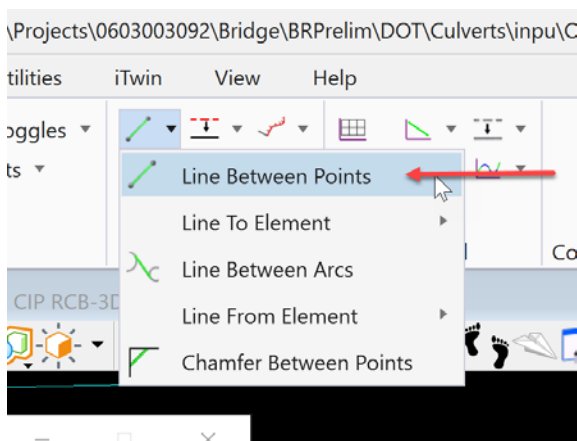 \Projects\0603003092\Bridge\BRPrelim\DOT\Culverts\inpu\C
tilities iTwin View Help
oggles
ts
Line Between Points
Line To Element
Co
Line Between Arcs
CIP RCB-3D
Line From Element
Chamfer Between Points